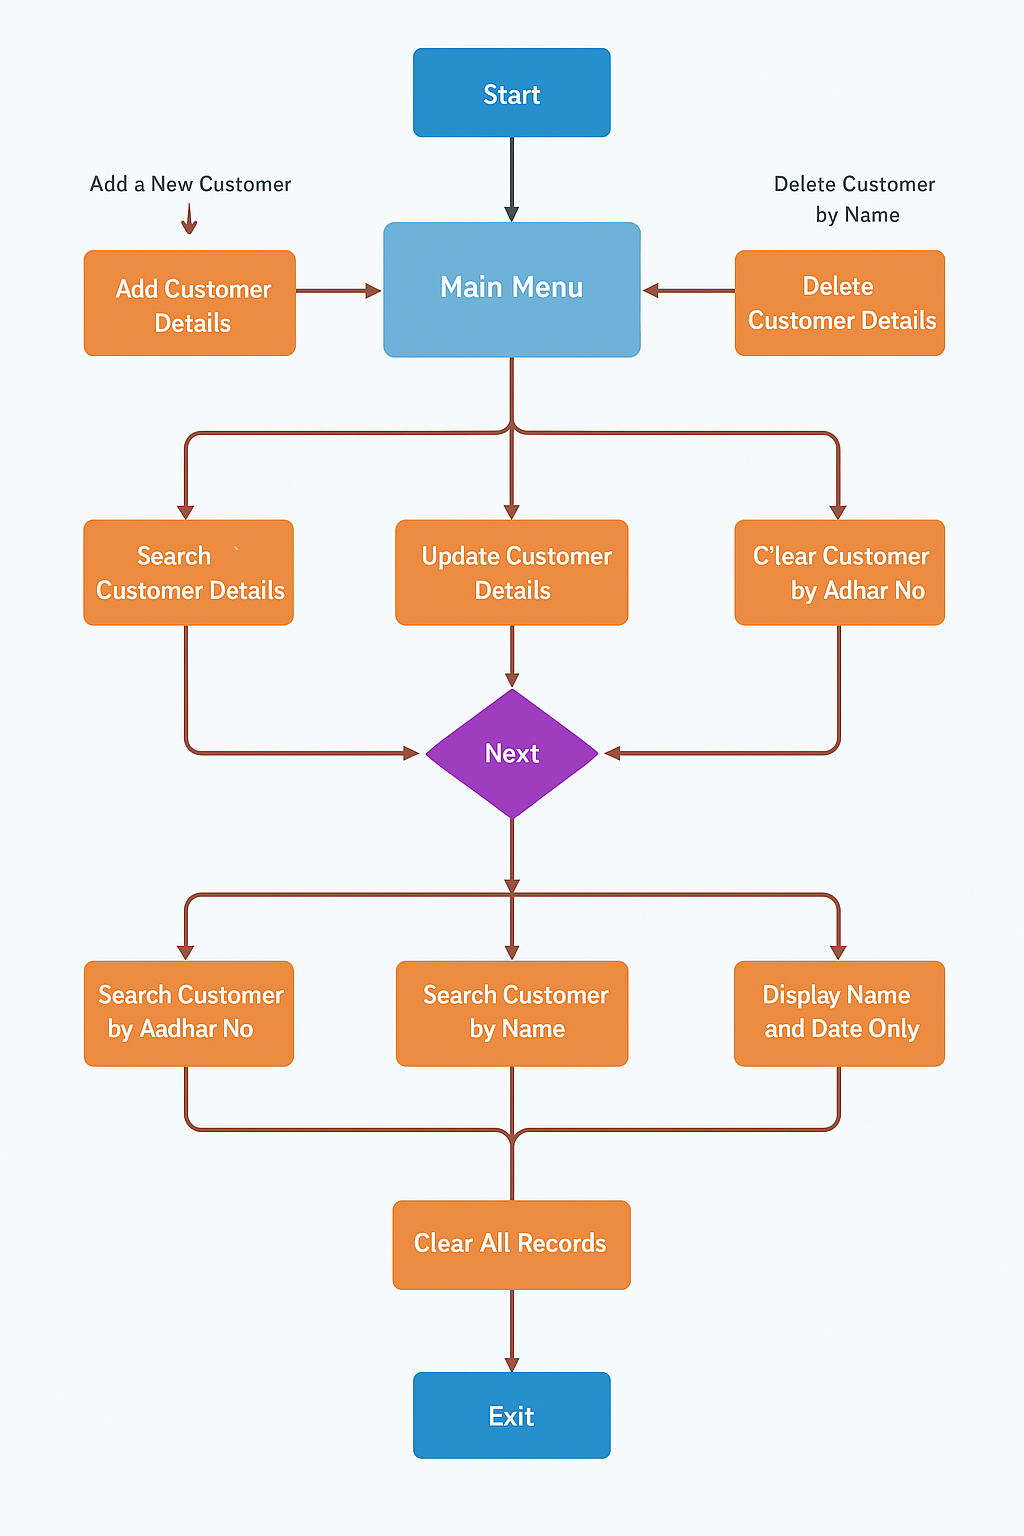 Start
Add a New Customer
Delete Customer
by Name
Add Customer
Details
Main Menu
Delete
Customer Details
Search `
Customer Details
Update Customer
Details
C'lear Customer
by Adhar No
Next
Search Customer
by Aadhar No
Search Customer
by Name
Display Name
and Date Only
Clear All Records
Exit